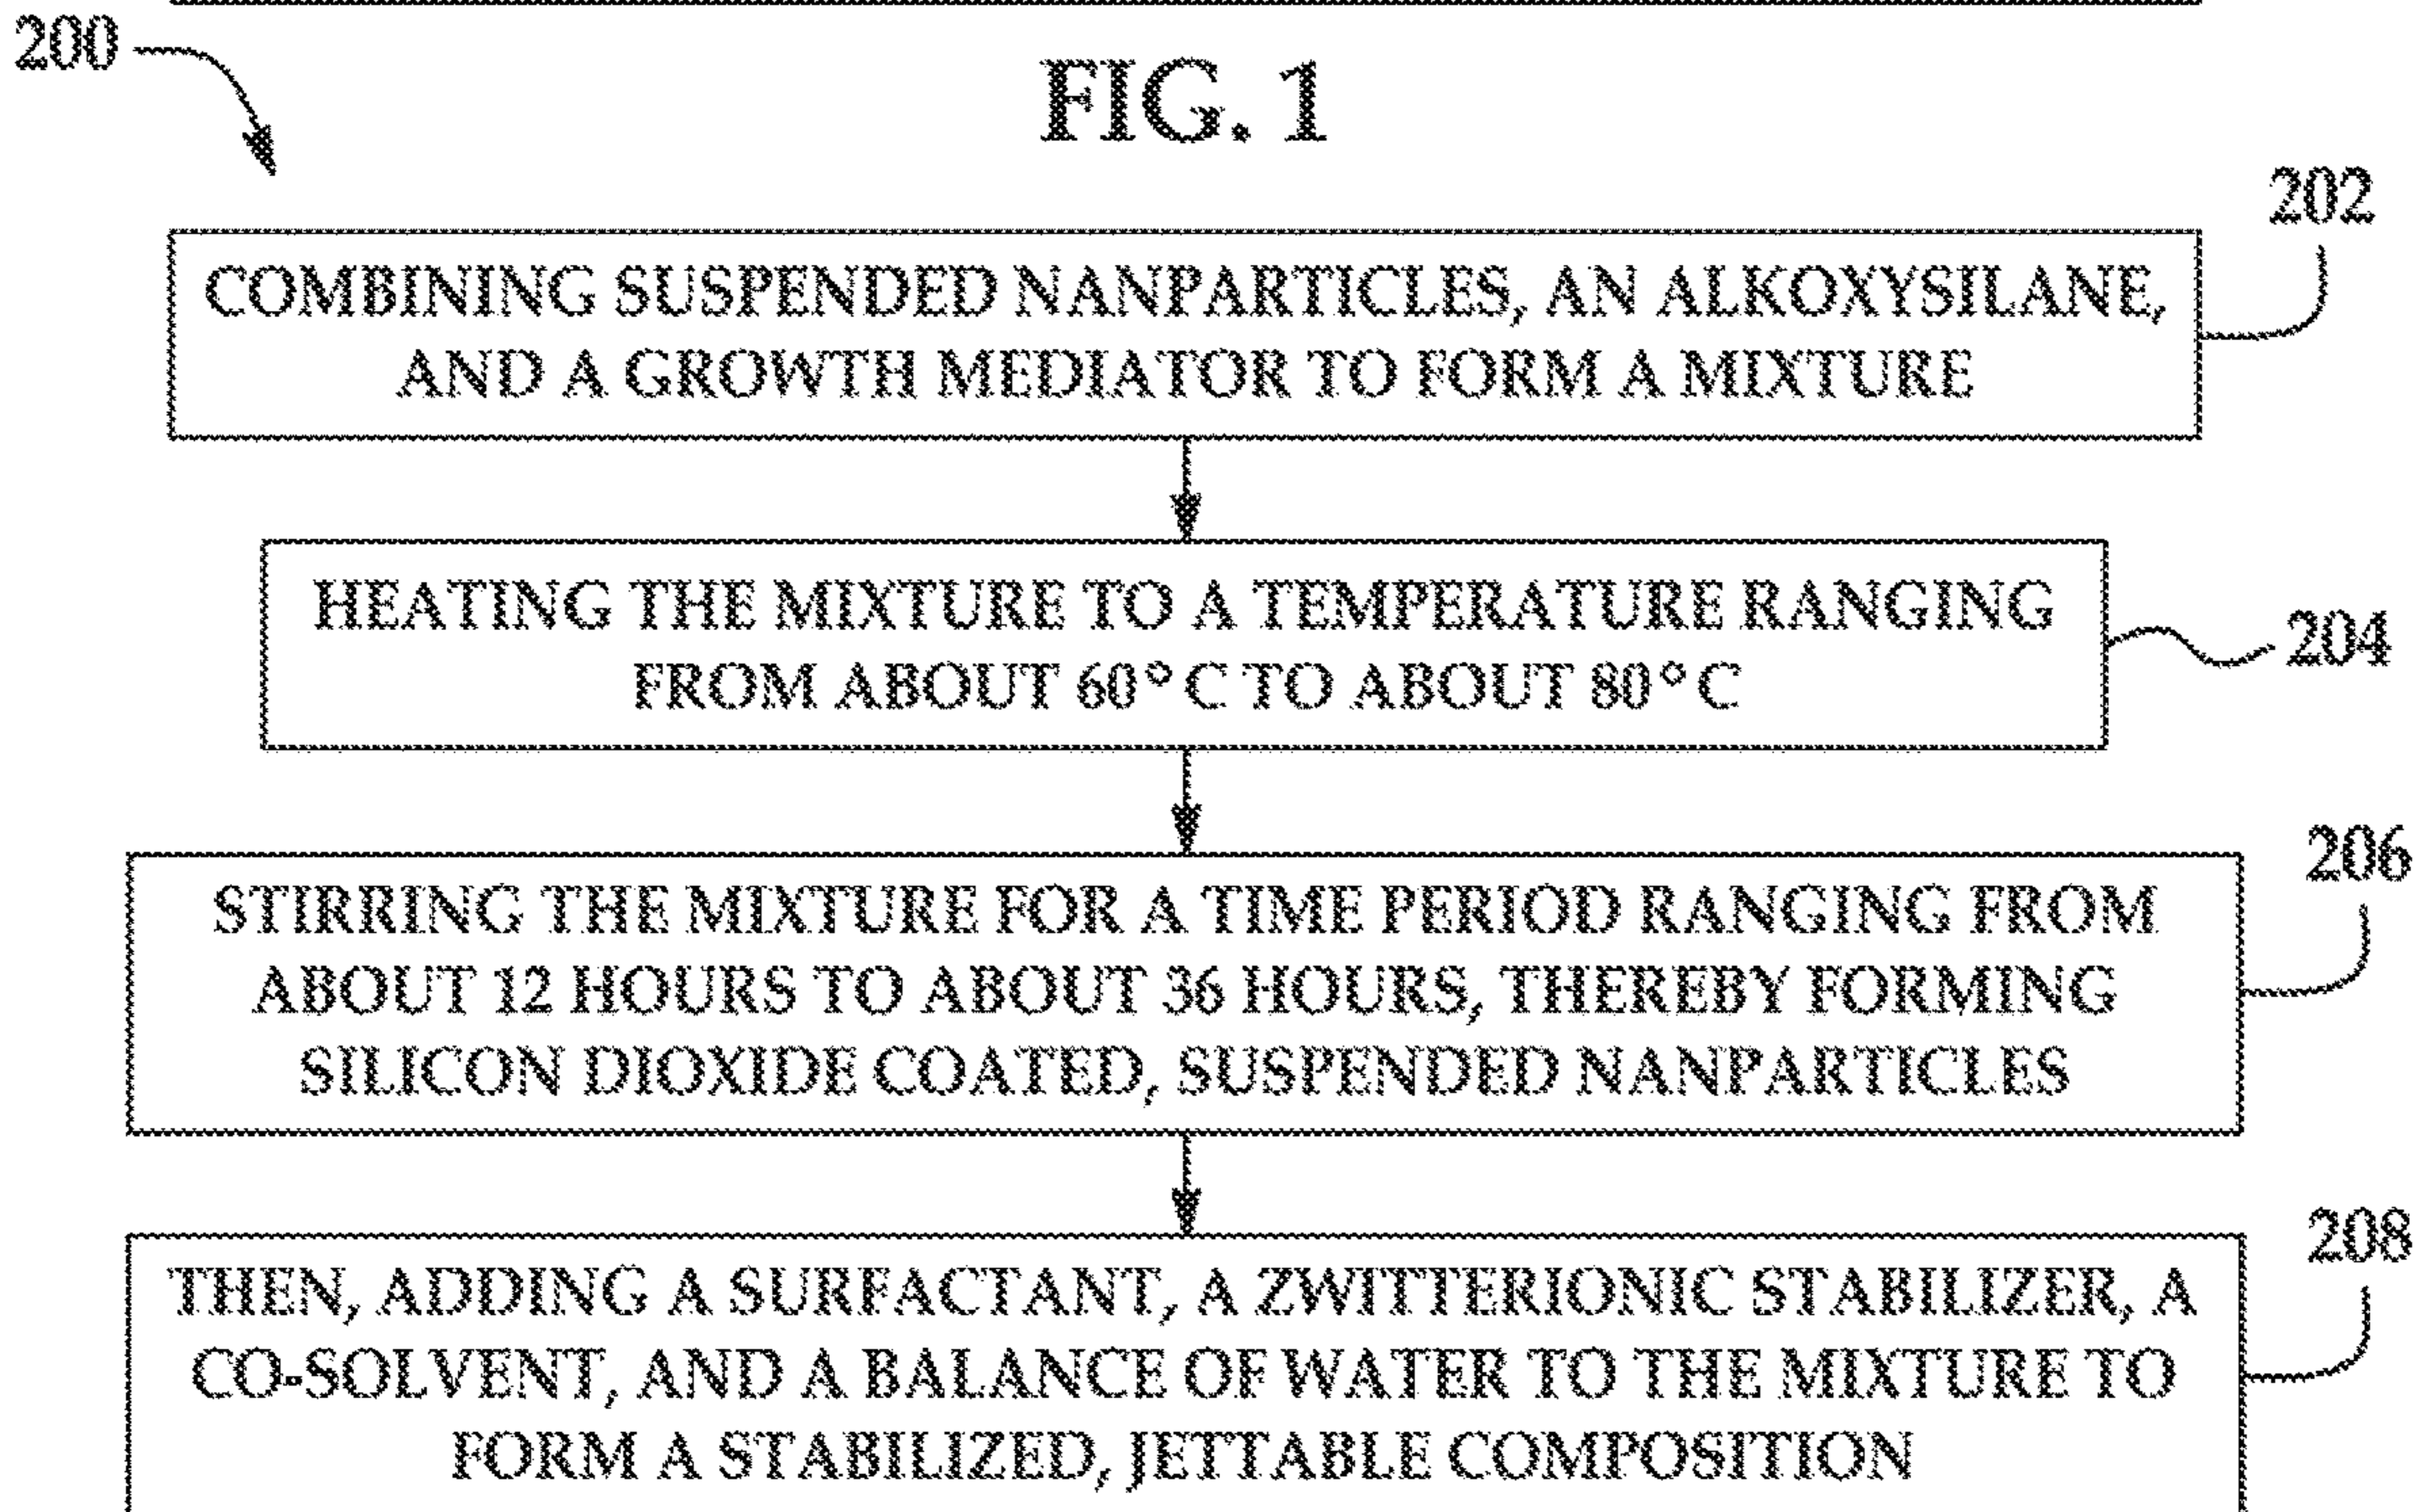 200
FIG. 1
202
COMBINING SUSPENDED NANPARTICLES, AN ALKOXYSILANE,
AND A GROWTH MEDIATOR TO FORM A MIXTURE
HEATING THE MIXTURE TO A TEMPERATURE RANGING
FROM ABOUT 60°C TO ABOUT 80°C
204
206
STIRRING THE MIXTURE FOR A TIME PERIOD RANGING FROM
ABOUT 12 HOURS TO ABOUT 36 HOURS, THEREBY FORMING
SILICON DIOXIDE COATED, SUSPENDED NANPARTICLES
208
THEN, ADDING A SURFACTANT, A ZWITTERIONIC STABILIZER, A
CO-SOLVENT, AND A BALANCE OF WATER TO THE MIXTURE TO
FORM A STABILIZED, JETTABLE COMPOSITION